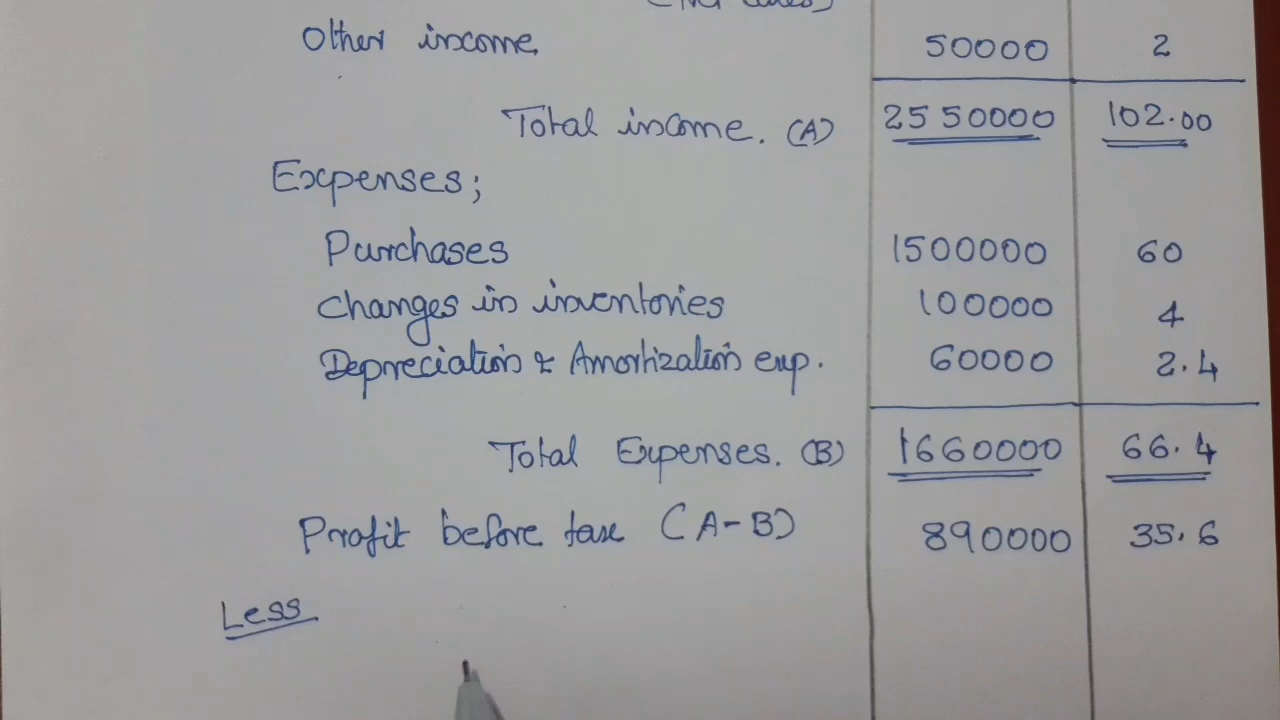 Other income 50000 2
Total income. (A) 2550000 102.00
Expenses;
Purchases 1500000 60
Changes in inventories 100000 4
Depreciation & Amortization exp. 60000 2.4
Total Expenses. (B) 1660000 66.4
Profit before tax (A-B) 890000 35.6
Less